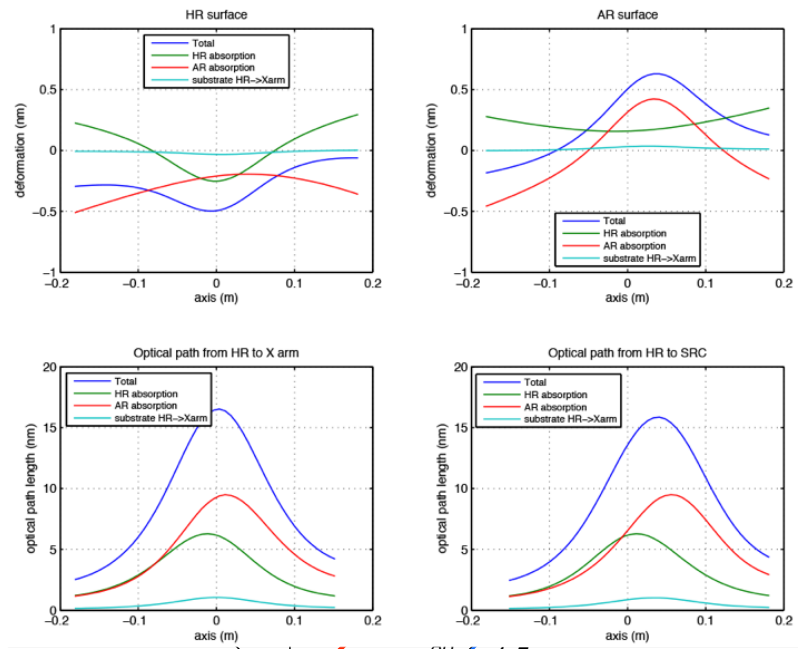 HR surface
1
0.5
0
−0.5
−1
−0.2
−0.1
0
0.1
0.2
deformation (nm)
axis (m)
Total
HR absorption
AR absorption
substrate HR->Xarm
AR surface
1
0.5
0
−0.5
−1
−0.2
−0.1
0
0.1
0.2
deformation (nm)
axis (m)
Total
HR absorption
AR absorption
substrate HR->Xarm
Optical path from HR to X arm
20
15
10
5
0
−0.2
−0.1
0
0.1
0.2
optical path length (nm)
axis (m)
Total
HR absorption
AR absorption
substrate HR->Xarm
Optical path from HR to SRC
20
15
10
5
0
−0.2
−0.1
0
0.1
0.2
optical path length (nm)
axis (m)
Total
HR absorption
AR absorption
substrate HR->Xarm